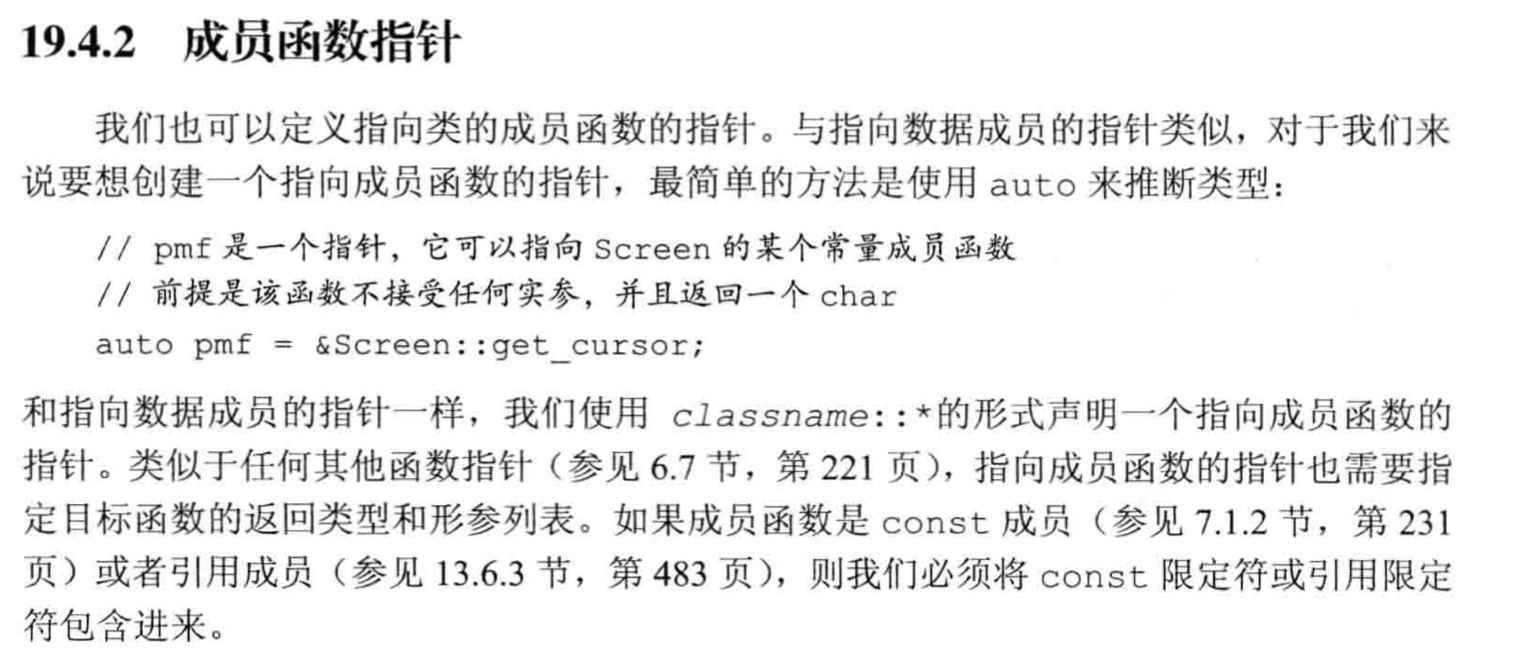 19.4.2 成员函数指针
我们也可以定义指向类的成员函数的指针。与指向数据成员的指针类似，对于我们来
说要想创建一个指向成员函数的指针，最简单的方法是使用 auto 来推断类型：
// pmf 是一个指针，它可以指向 Screen 的某个常量成员函数
// 前提是该函数不接受任何实参，并且返回一个 char
auto pmf = &Screen::get_cursor;
和指向数据成员的指针一样，我们使用 classname::*的形式声明一个指向成员函数的
指针。类似于任何其他函数指针（参见 6.7 节，第 221 页），指向成员函数的指针也需要指
定目标函数的返回类型和形参列表。如果成员函数是 const 成员（参见 7.1.2 节，第 231
页）或者引用成员（参见 13.6.3 节，第 483 页），则我们必须将 const 限定符或引用限定
符包含进来。